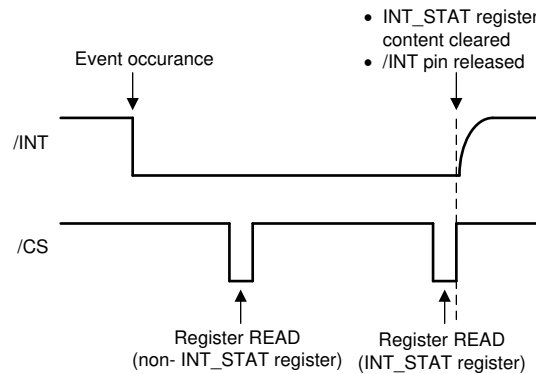 • INT_STAT register
content cleared
• /INT pin released
Event occurance
/INT
/CS
Register READ
(non- INT_STAT register)
Register READ
(INT_STAT register)